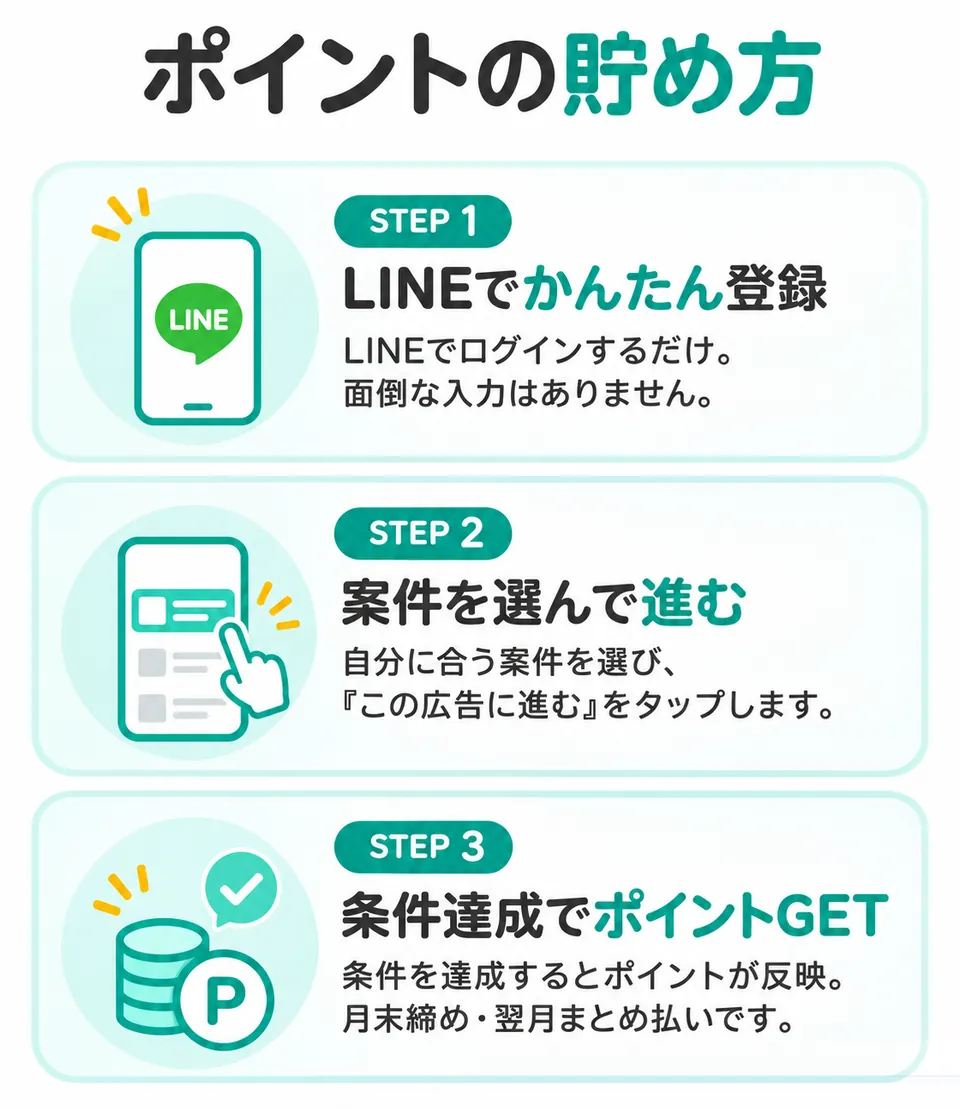 ポイントの貯め方
STEP 1
LINE
LINEでかんたん登録
LINEでログインするだけ。
面倒な入力はありません。
STEP 2
案件を選んで進む
自分に合う案件を選び、
『この広告に進む』をタップします。
STEP 3
条件達成でポイントGET
P
条件を達成するとポイントが反映。
月末締め・翌月まとめ払いです。